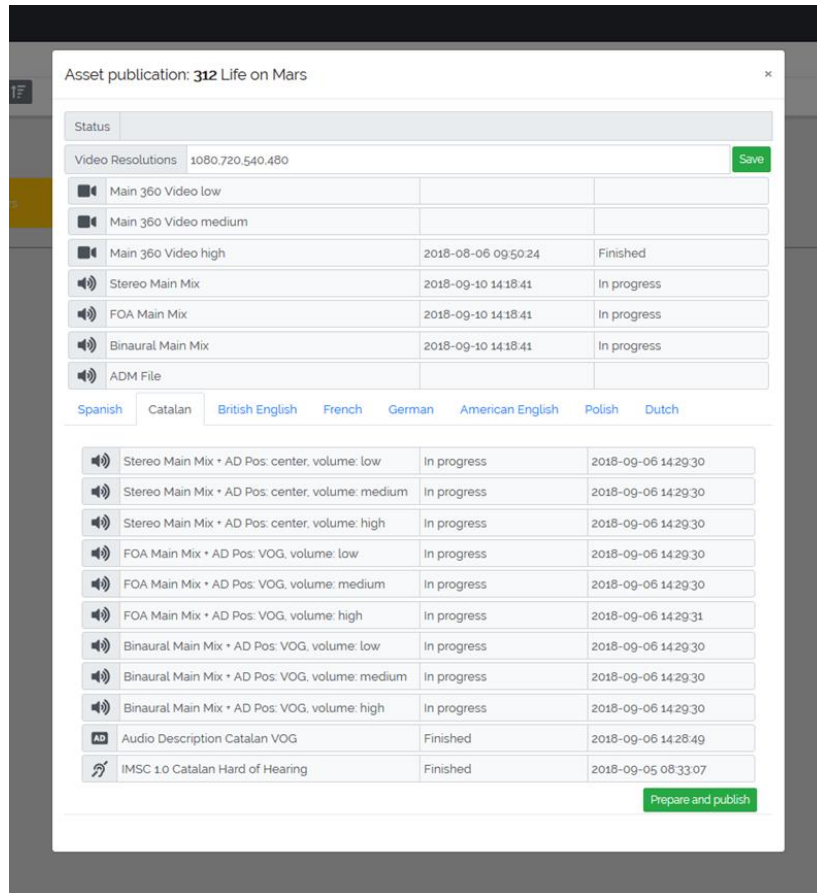 Asset publication: 312 Life on Mars ×
Status
Video Resolutions 1080,720,540,480 Save
Main 360 Video low
Main 360 Video medium
Main 360 Video high 2018-08-06 09:50:24 Finished
Stereo Main Mix 2018-09-10 14:18:41 In progress
FOA Main Mix 2018-09-10 14:18:41 In progress
Binaural Main Mix 2018-09-10 14:18:41 In progress
ADM File
Spanish Catalan British English French German American English Polish Dutch
Stereo Main Mix + AD Pos: center, volume: low In progress 2018-09-06 14:29:30
Stereo Main Mix + AD Pos: center, volume: medium In progress 2018-09-06 14:29:30
Stereo Main Mix + AD Pos: center, volume: high In progress 2018-09-06 14:29:30
FOA Main Mix + AD Pos: VOG, volume: low In progress 2018-09-06 14:29:30
FOA Main Mix + AD Pos: VOG, volume: medium In progress 2018-09-06 14:29:30
FOA Main Mix + AD Pos: VOG, volume: high In progress 2018-09-06 14:29:31
Binaural Main Mix + AD Pos: VOG, volume: low In progress 2018-09-06 14:29:30
Binaural Main Mix + AD Pos: VOG, volume: medium In progress 2018-09-06 14:29:30
Binaural Main Mix + AD Pos: VOG, volume: high In progress 2018-09-06 14:29:30
AD Audio Description Catalan VOG Finished 2018-09-06 14:28:49
IMSC 1.0 Catalan Hard of Hearing Finished 2018-09-05 08:33:07
Prepare and publish